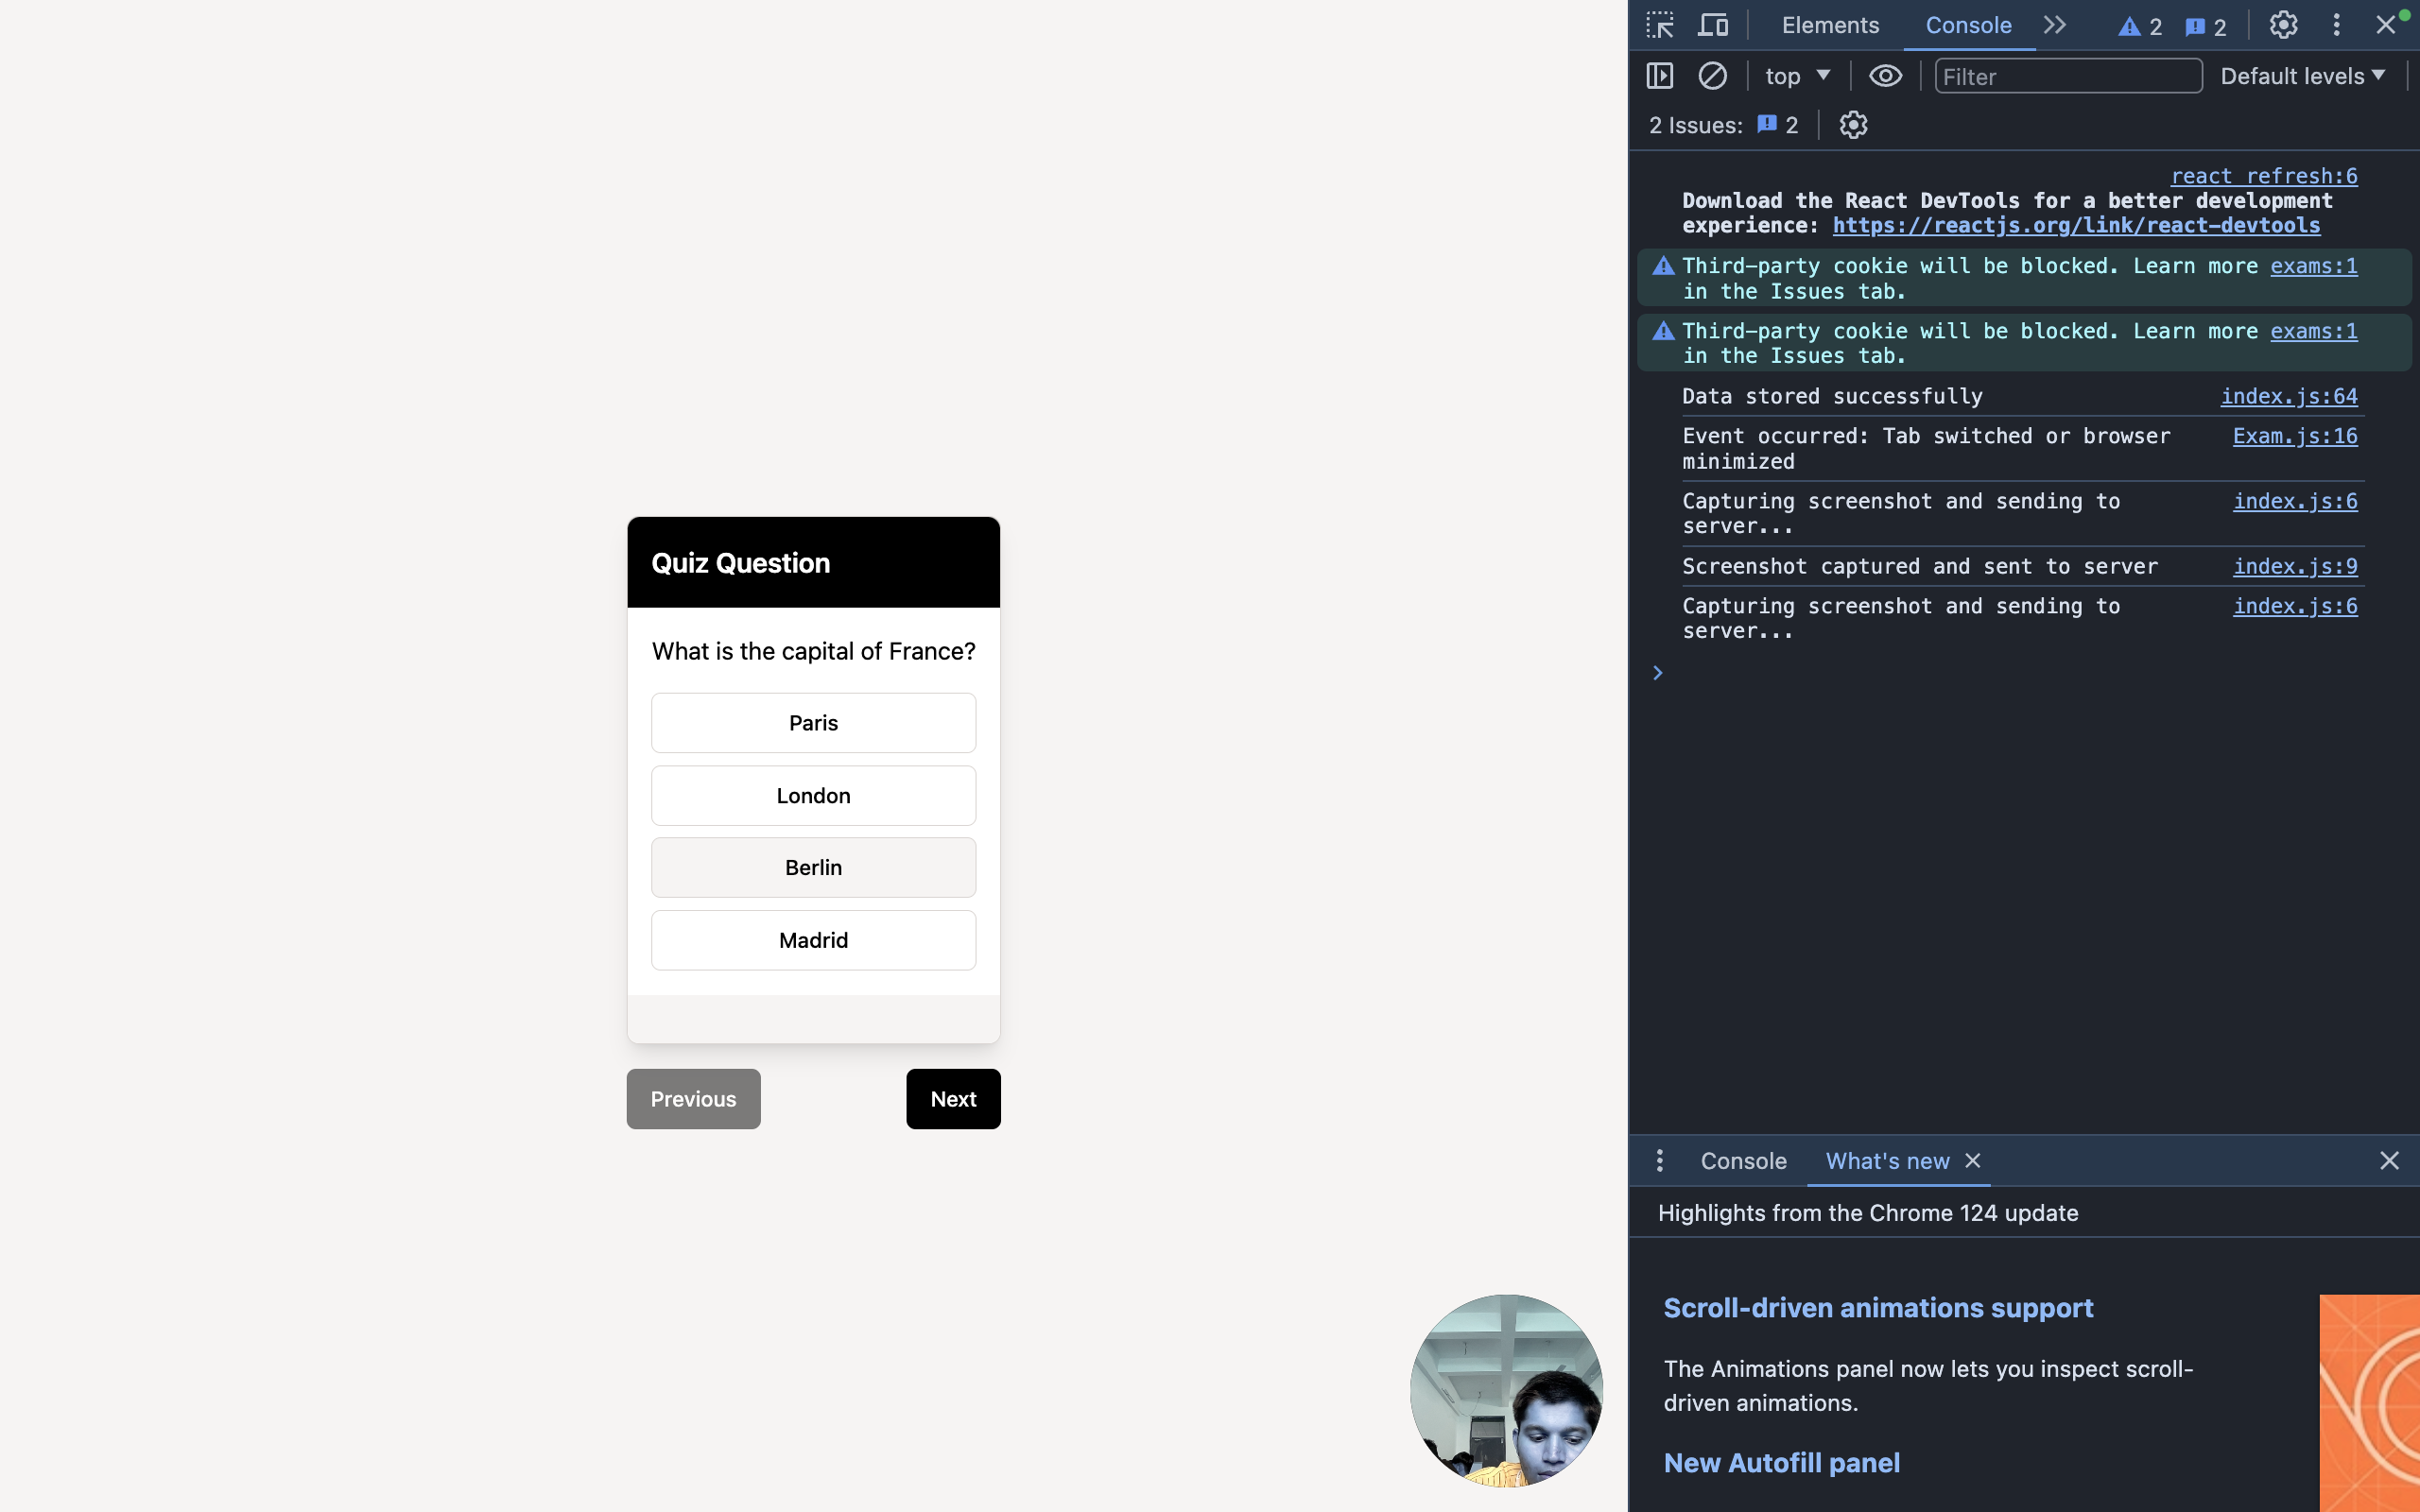 Quiz Question
What is the capital of France?
Paris
London
Berlin
Madrid
Previous
Next
Elements
Console
2
2
top
Filter
Default levels
2 Issues:
2
react refresh:6
Download the React DevTools for a better development
experience: https://reactjs.org/link/react-devtools
Third-party cookie will be blocked. Learn more exams:1
in the Issues tab.
Third-party cookie will be blocked. Learn more exams:1
in the Issues tab.
Data stored successfully index.js:64
Event occurred: Tab switched or browser Exam.js:16
minimized
Capturing screenshot and sending to index.js:6
server...
Screenshot captured and sent to server index.js:9
Capturing screenshot and sending to index.js:6
server...
Console
What's new
Highlights from the Chrome 124 update
Scroll-driven animations support
The Animations panel now lets you inspect scroll-
driven animations.
New Autofill panel